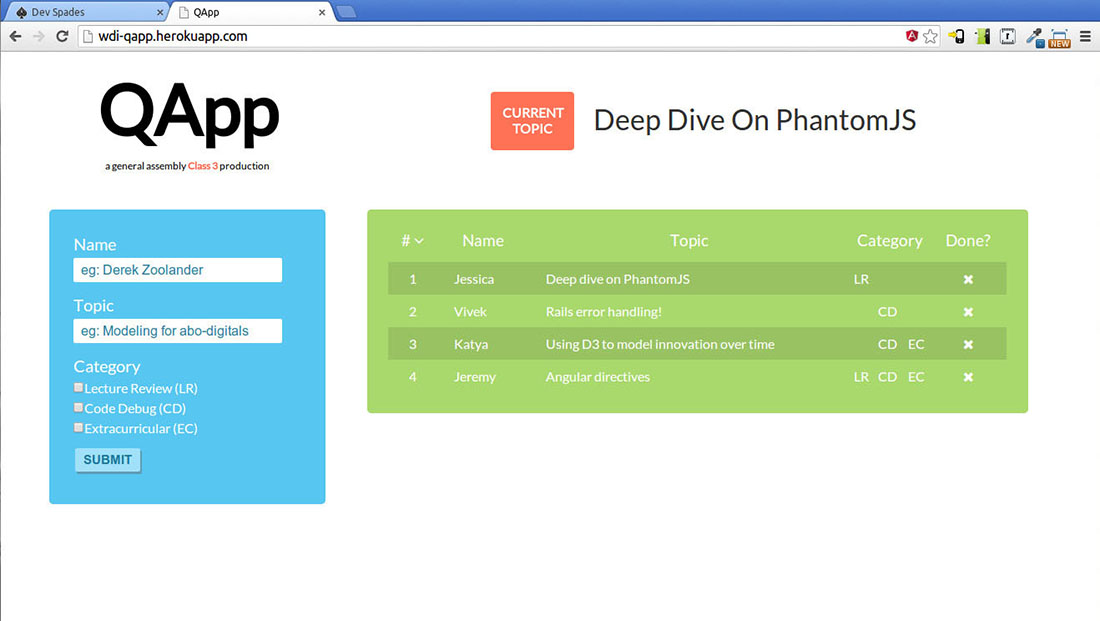 Dev Spades
QApp
wdi-qapp.herokuapp.com
NEW
QApp
a general assembly Class 3 production
CURRENT
TOPIC
Deep Dive On PhantomJS
Name
eg: Derek Zoolander
Topic
eg: Modeling for abo-digitals
Category
Lecture Review (LR)
Code Debug (CD)
Extracurricular (EC)
SUBMIT
# Name Topic Category Done?
1 Jessica Deep dive on PhantomJS LR
2 Vivek Rails error handling! CD
3 Katya Using D3 to model innovation over time CD EC
4 Jeremy Angular directives LR CD EC